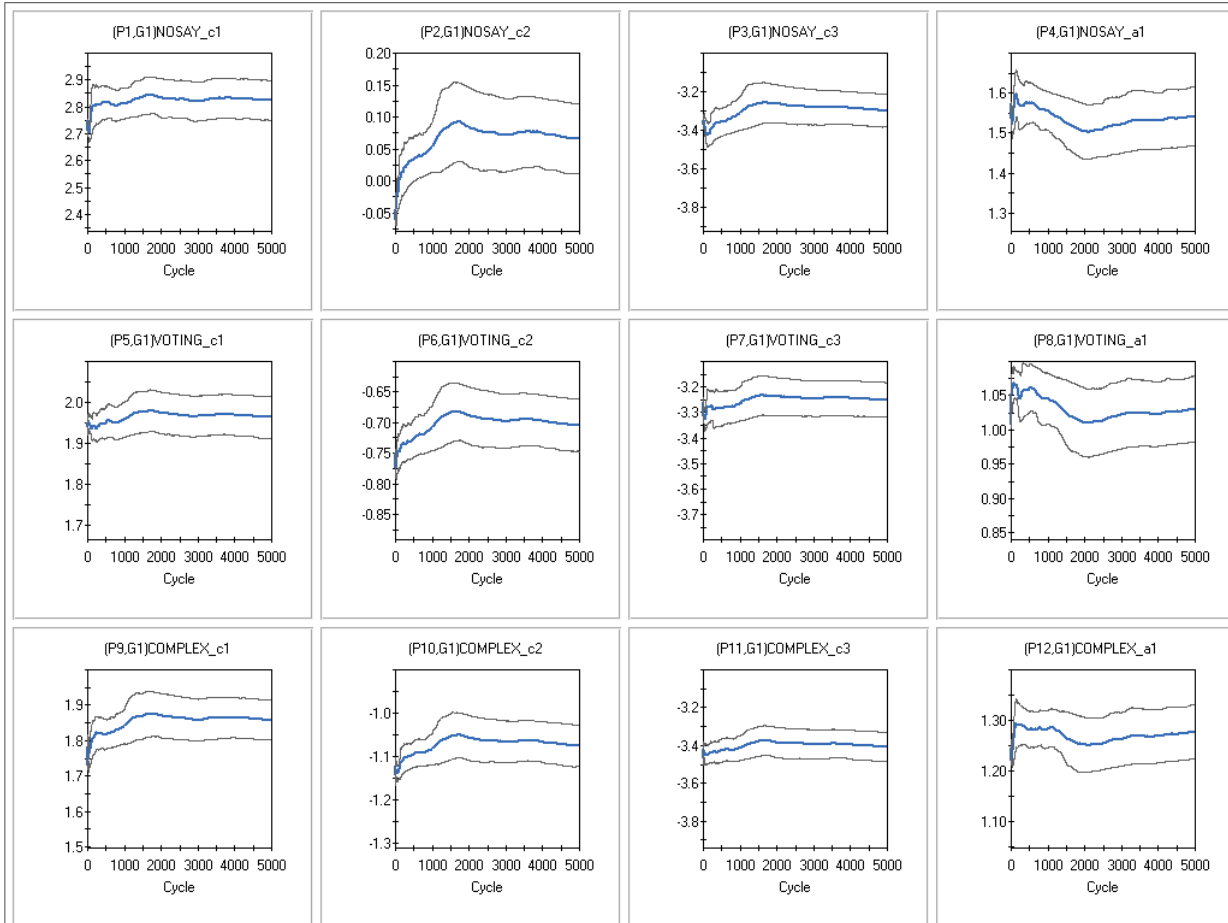 (P1,G1)NOSAY_c1
2.9
2.8
2.7
2.6
2.5
2.4
0 1000 2000 3000 4000 5000
Cycle
(P2,G1)NOSAY_c2
0.20
0.15
0.10
0.05
0.00
-0.05
0 1000 2000 3000 4000 5000
Cycle
(P3,G1)NOSAY_c3
-3.2
-3.4
-3.6
-3.8
0 1000 2000 3000 4000 5000
Cycle
(P4,G1)NOSAY_a1
1.6
1.5
1.4
1.3
0 1000 2000 3000 4000 5000
Cycle
(P5,G1)VOTING_c1
2.0
1.9
1.8
1.7
0 1000 2000 3000 4000 5000
Cycle
(P6,G1)VOTING_c2
-0.65
-0.70
-0.75
-0.80
-0.85
0 1000 2000 3000 4000 5000
Cycle
(P7,G1)VOTING_c3
-3.2
-3.3
-3.4
-3.5
-3.6
-3.7
0 1000 2000 3000 4000 5000
Cycle
(P8,G1)VOTING_a1
1.05
1.00
0.95
0.90
0.85
0 1000 2000 3000 4000 5000
Cycle
(P9,G1)COMPLEX_c1
1.9
1.8
1.7
1.6
1.5
0 1000 2000 3000 4000 5000
Cycle
(P10,G1)COMPLEX_c2
-1.0
-1.1
-1.2
-1.3
0 1000 2000 3000 4000 5000
Cycle
(P11,G1)COMPLEX_c3
-3.2
-3.4
-3.6
-3.8
0 1000 2000 3000 4000 5000
Cycle
(P12,G1)COMPLEX_a1
1.30
1.20
1.10
0 1000 2000 3000 4000 5000
Cycle